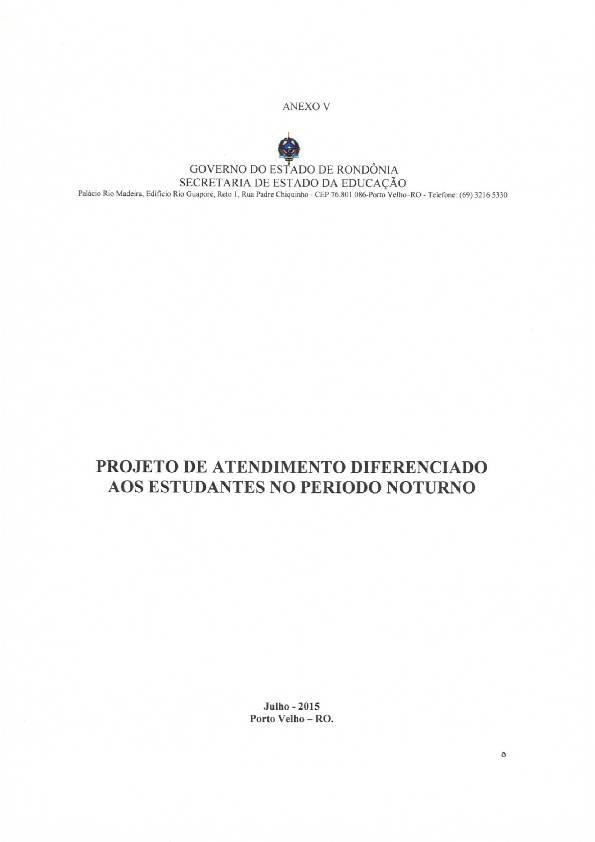 ANEXO V
GOVERNO DO ESTADO DE RONDÔNIA
SECRETARIA DE ESTADO DA EDUCAÇÃO
Palácio Rio Madeira, Edifício Rio Guaporé, Reto 1, Rua Padre Chiquinho - CEP 76.801 086-Porto Velho–RO - Telefone: (69) 3216 5330
PROJETO DE ATENDIMENTO DIFERENCIADO
AOS ESTUDANTES NO PERIODO NOTURNO
Julho - 2015
Porto Velho – RO.